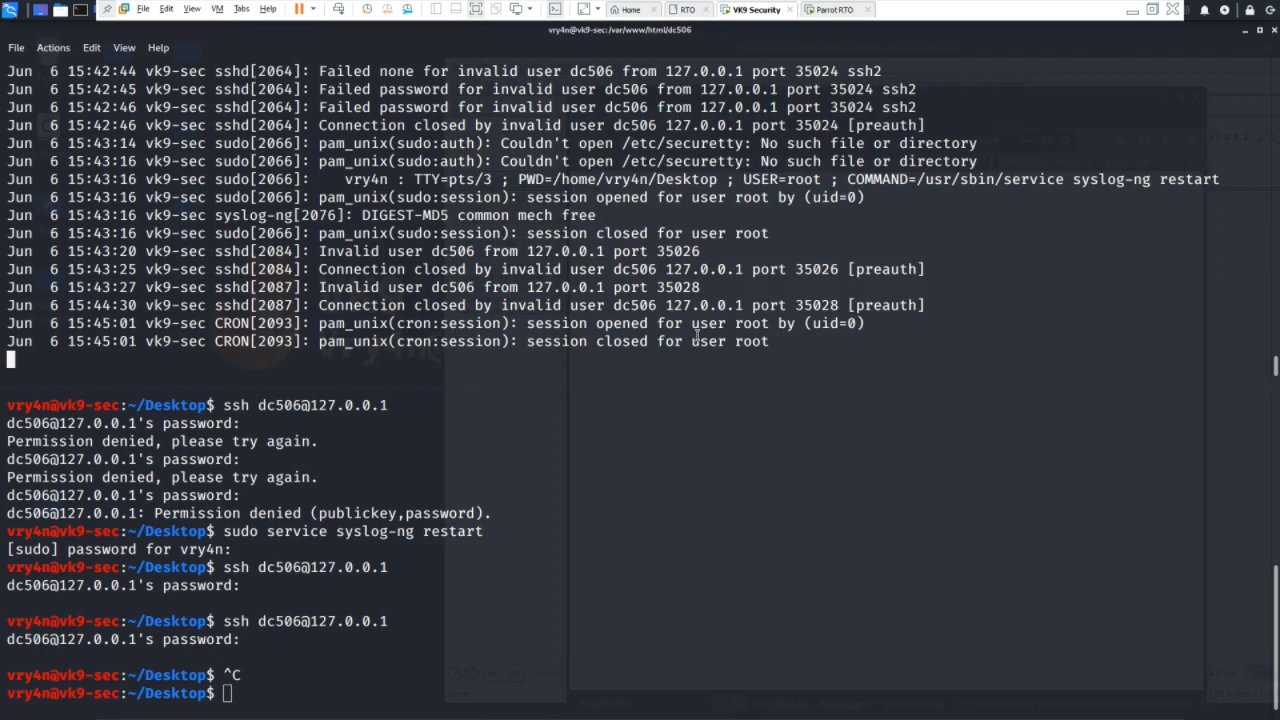 File Edit View VM Tabs Help Home RTO VK9 Security Parrot RTO
vry4n@vk9-sec:/var/www/html/dc506
File Actions Edit View Help
Jun  6 15:42:44 vk9-sec sshd[2064]: Failed none for invalid user dc506 from 127.0.0.1 port 35024 ssh2
Jun  6 15:42:45 vk9-sec sshd[2064]: Failed password for invalid user dc506 from 127.0.0.1 port 35024 ssh2
Jun  6 15:42:46 vk9-sec sshd[2064]: Failed password for invalid user dc506 from 127.0.0.1 port 35024 ssh2
Jun  6 15:42:46 vk9-sec sshd[2064]: Connection closed by invalid user dc506 127.0.0.1 port 35024 [preauth]
Jun  6 15:43:14 vk9-sec sudo[2066]: pam_unix(sudo:auth): Couldn't open /etc/securetty: No such file or directory
Jun  6 15:43:16 vk9-sec sudo[2066]: pam_unix(sudo:auth): Couldn't open /etc/securetty: No such file or directory
Jun  6 15:43:16 vk9-sec sudo[2066]:    vry4n : TTY=pts/3 ; PWD=/home/vry4n/Desktop ; USER=root ; COMMAND=/usr/sbin/service syslog-ng restart
Jun  6 15:43:16 vk9-sec sudo[2066]: pam_unix(sudo:session): session opened for user root by (uid=0)
Jun  6 15:43:16 vk9-sec syslog-ng[2076]: DIGEST-MD5 common mech free
Jun  6 15:43:16 vk9-sec sudo[2066]: pam_unix(sudo:session): session closed for user root
Jun  6 15:43:20 vk9-sec sshd[2084]: Invalid user dc506 from 127.0.0.1 port 35026
Jun  6 15:43:25 vk9-sec sshd[2084]: Connection closed by invalid user dc506 127.0.0.1 port 35026 [preauth]
Jun  6 15:43:27 vk9-sec sshd[2087]: Invalid user dc506 from 127.0.0.1 port 35028
Jun  6 15:44:30 vk9-sec sshd[2087]: Connection closed by invalid user dc506 127.0.0.1 port 35028 [preauth]
Jun  6 15:45:01 vk9-sec CRON[2093]: pam_unix(cron:session): session opened for user root by (uid=0)
Jun  6 15:45:01 vk9-sec CRON[2093]: pam_unix(cron:session): session closed for user root
vry4n@vk9-sec:~/Desktop$ ssh dc506@127.0.0.1
dc506@127.0.0.1's password:
Permission denied, please try again.
dc506@127.0.0.1's password:
Permission denied, please try again.
dc506@127.0.0.1's password:
dc506@127.0.0.1: Permission denied (publickey,password).
vry4n@vk9-sec:~/Desktop$ sudo service syslog-ng restart
[sudo] password for vry4n:
vry4n@vk9-sec:~/Desktop$ ssh dc506@127.0.0.1
dc506@127.0.0.1's password:
vry4n@vk9-sec:~/Desktop$ ssh dc506@127.0.0.1
dc506@127.0.0.1's password:
vry4n@vk9-sec:~/Desktop$ ^C
vry4n@vk9-sec:~/Desktop$